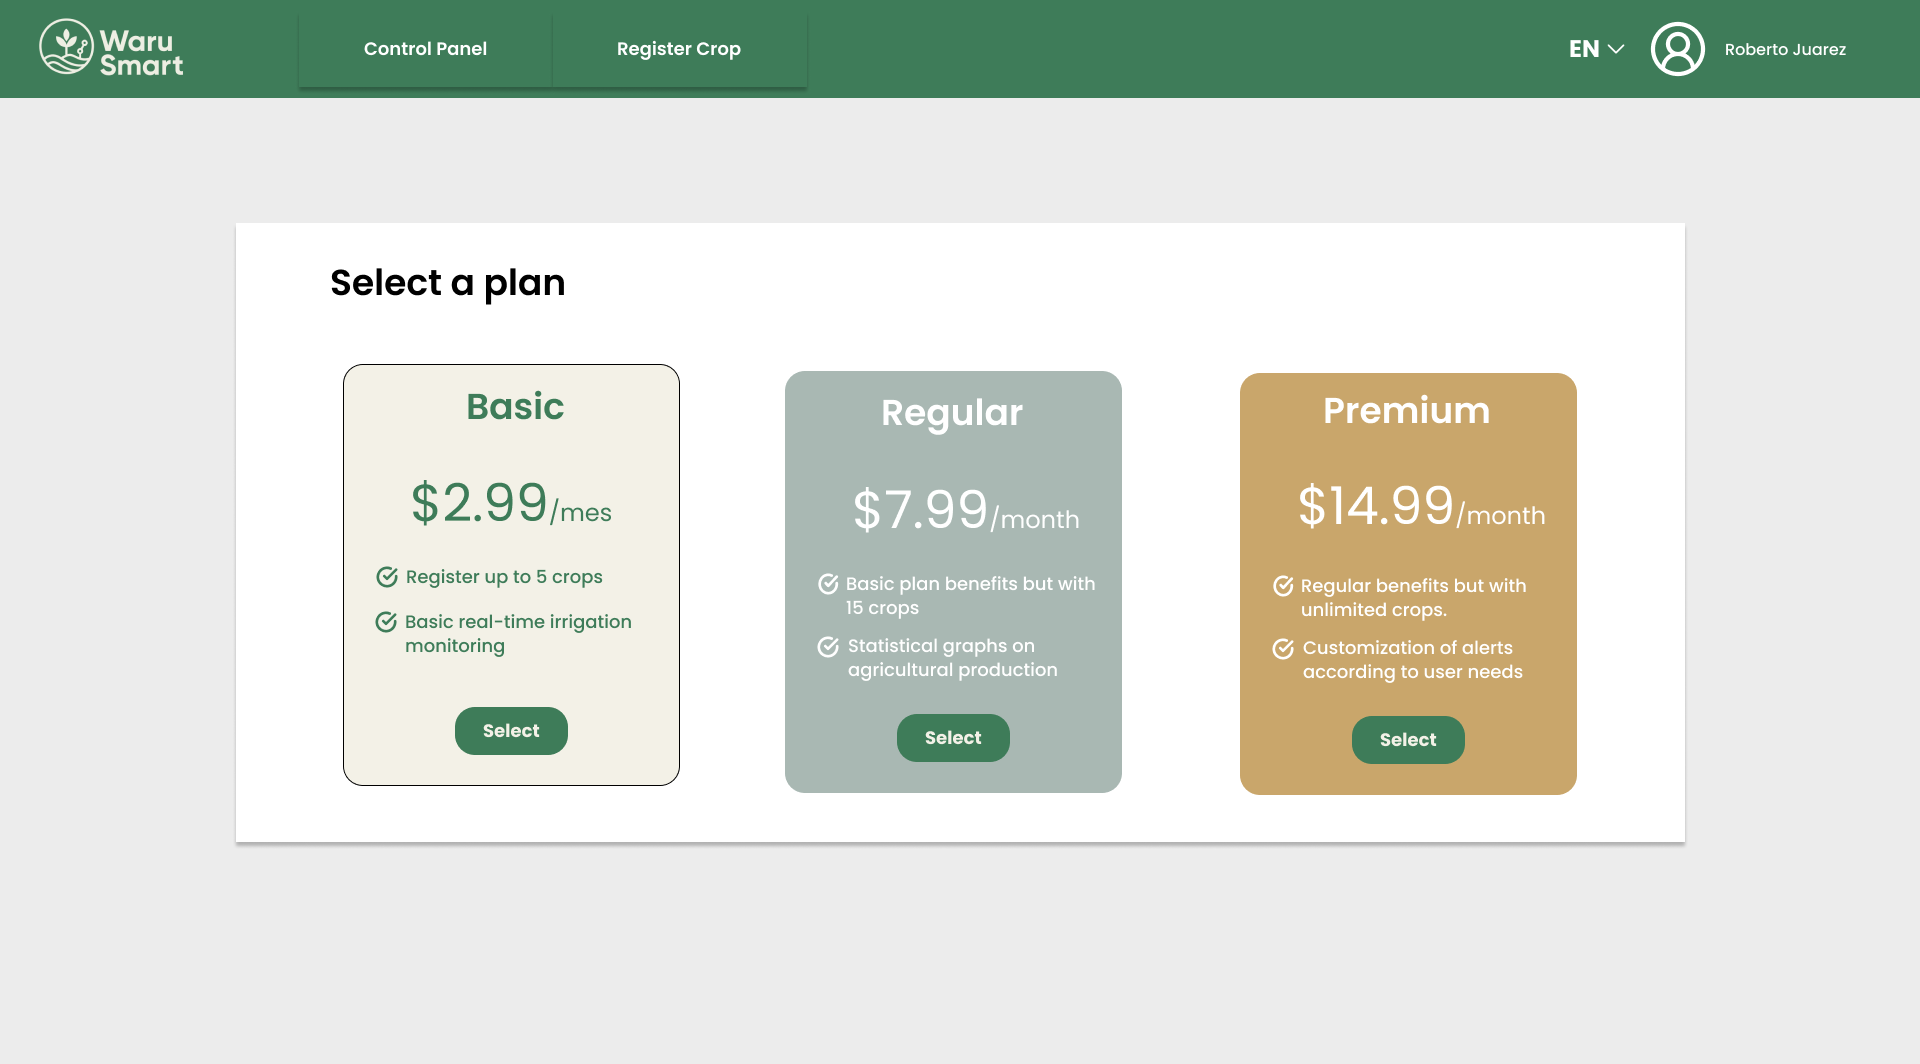 Waru
Smart
Control Panel
Register Crop
EN
Roberto Juarez
Select a plan
Basic
$2.99/mes
Register up to 5 crops
Basic real-time irrigation
monitoring
Select
Regular
$7.99/month
Basic plan benefits but with
15 crops
Statistical graphs on
agricultural production
Select
Premium
$14.99/month
Regular benefits but with
unlimited crops.
Customization of alerts
according to user needs
Select